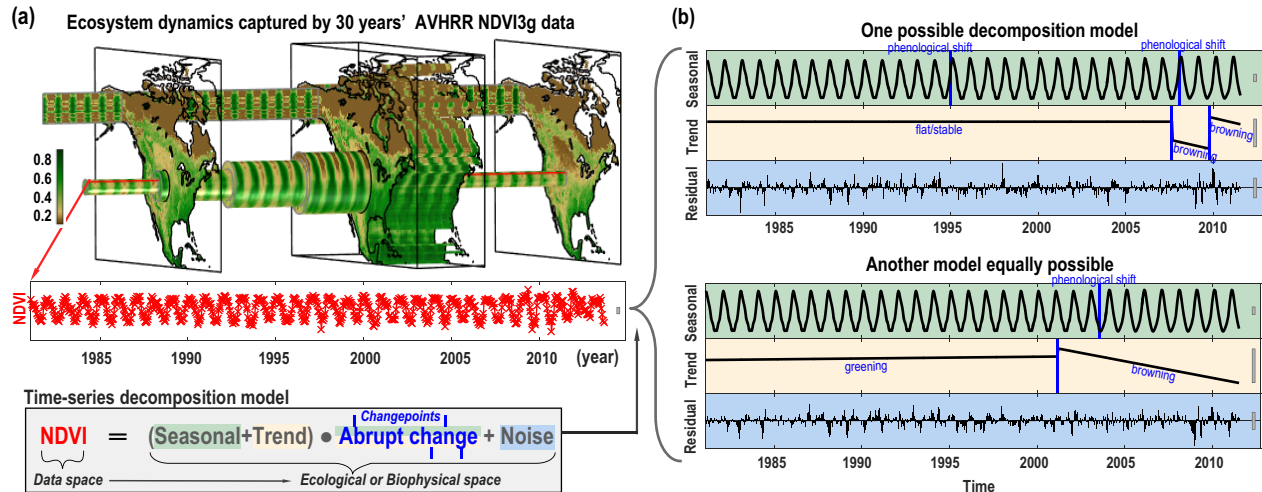 (a)
Ecosystem dynamics captured by 30 years' AVHRR NDVI3g data
0.8
0.6
0.4
0.2
NDVI
1985 1990 1995 2000 2005 2010 (year)
Time-series decomposition model
Changepoints
NDVI = (Seasonal+Trend) ● Abrupt change + Noise
Data space Ecological or Biophysical space
(b)
One possible decomposition model
phenological shift phenological shift
Seasonal
Trend
flat/stable
browning
browning
Residual
1985 1990 1995 2000 2005 2010
Another model equally possible
phenological shift
Seasonal
Trend
greening
browning
Residual
1985 1990 1995 2000 2005 2010
Time